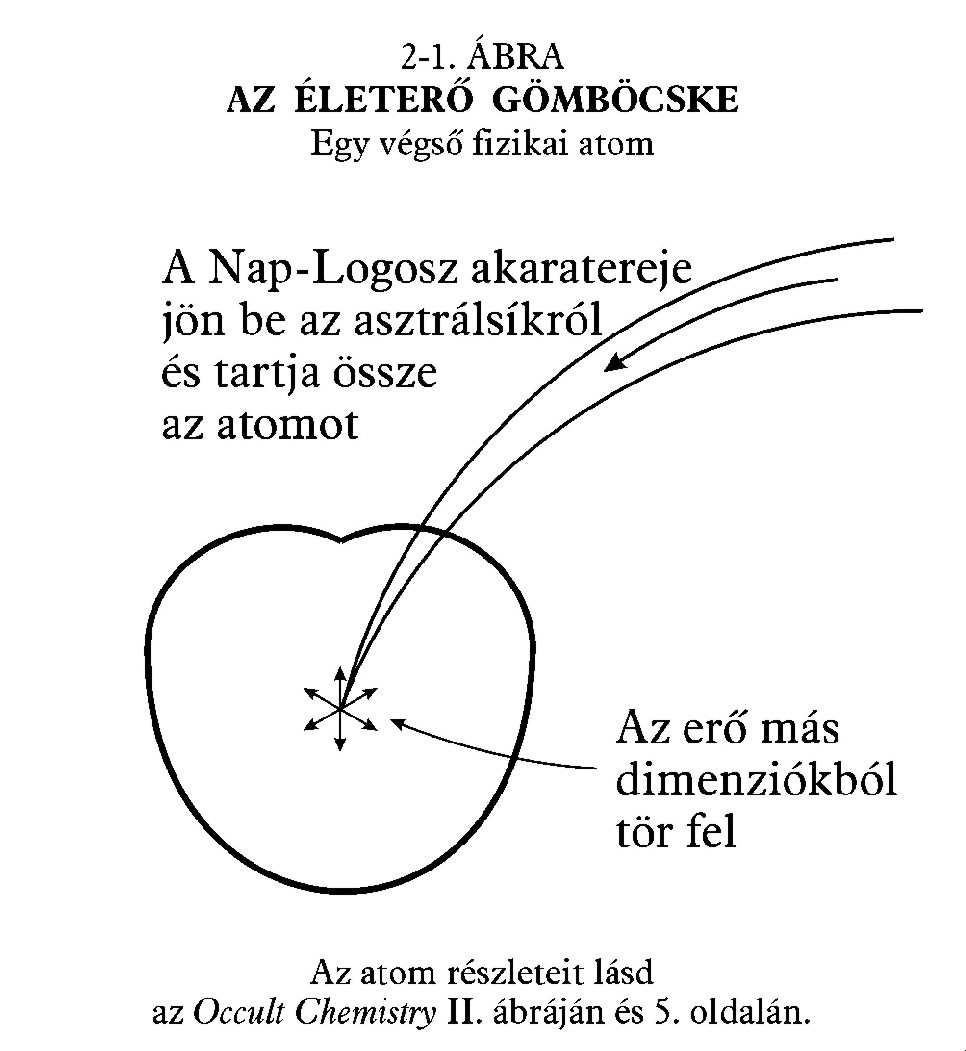 2-1. ÁBRA
AZ ÉLETERŐ GÖMBÖCSKE
Egy végső fizikai atom
A Nap-Logosz akaratereje
jön be az asztrálsíkról
és tartja össze
az atomot
Az erő más
dimenziókból
tör fel
Az atom részleteit lásd
az Occult Chemistry II. ábráján és 5. oldalán.